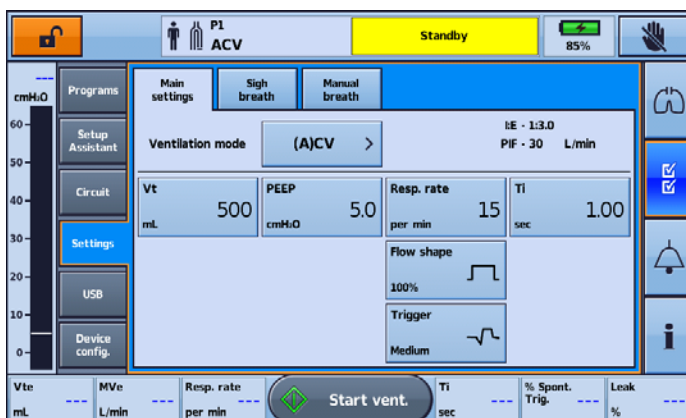 P1
ACV
Standby
85%
---
cmH₂O
60
50
40
30
20
10
0
Programs
Setup
Assistant
Circuit
Settings
USB
Device
config.
Main
settings
Sigh
breath
Manual
breath
Ventilation mode
(A)CV >
I:E - 1:3.0
PIF - 30 L/min
Vt
500
mL
PEEP
5.0
cmH₂O
Resp. rate
15
per min
Ti
1.00
sec
Flow shape
100%
Trigger
Medium
i
Vte
---
mL
MVe
---
L/min
Resp. rate
---
per min
Start vent.
Ti
---
sec
% Spont.
Trig. ---
Leak
---
%